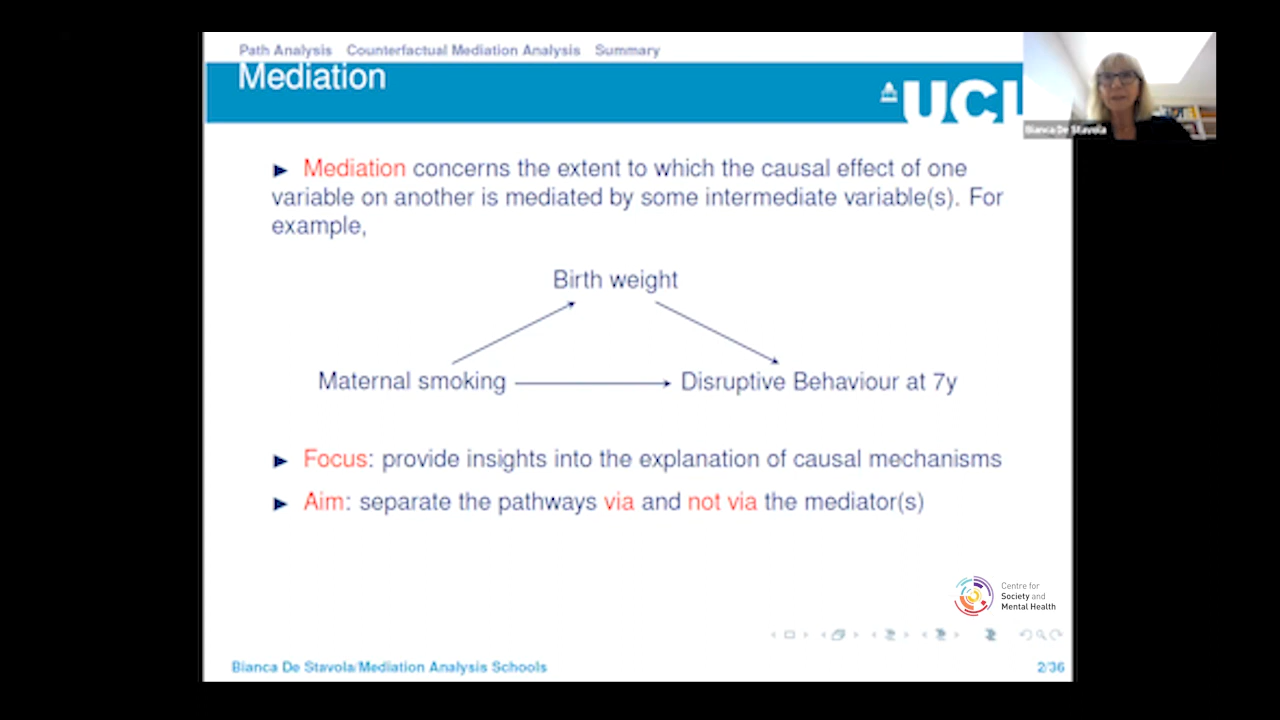 Path Analysis Counterfactual Mediation Analysis Summary
Mediation
UCL
Bianca De Stavola
Mediation concerns the extent to which the causal effect of one
variable on another is mediated by some intermediate variable(s). For
example,
Birth weight
Maternal smoking
Disruptive Behaviour at 7y
Focus: provide insights into the explanation of causal mechanisms
Aim: separate the pathways via and not via the mediator(s)
Centre for
Society and
Mental Health
Bianca De Stavola/Mediation Analysis Schools
2/36